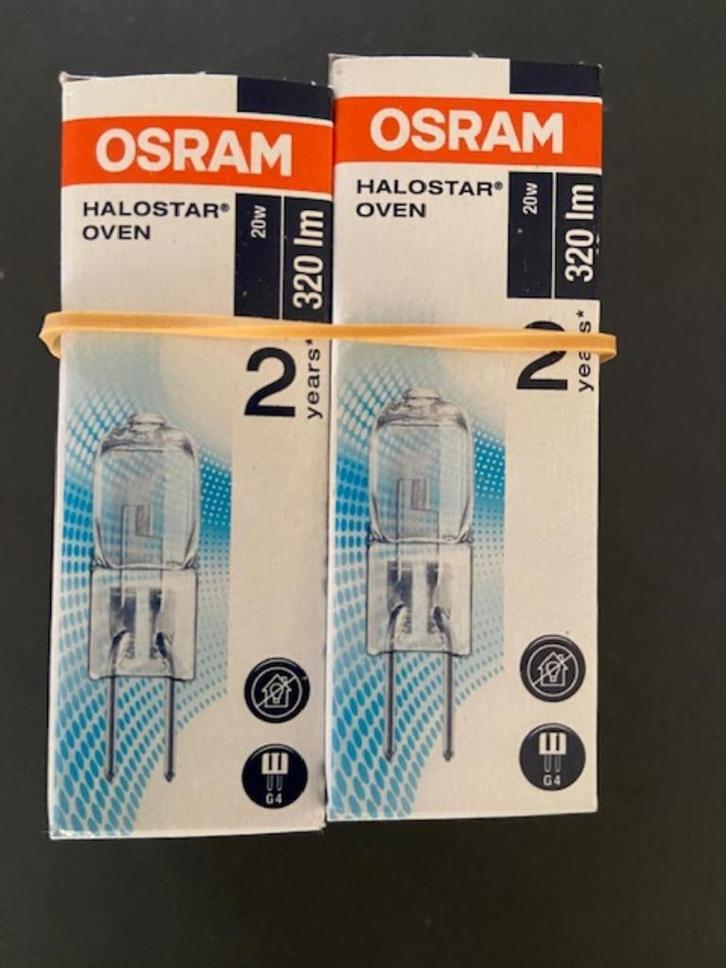 OSRAM
HALOSTAR®
OVEN
20W
320 lm
2
years*
G4
OSRAM
HALOSTAR®
OVEN
20W
320 lm
2
years*
G4